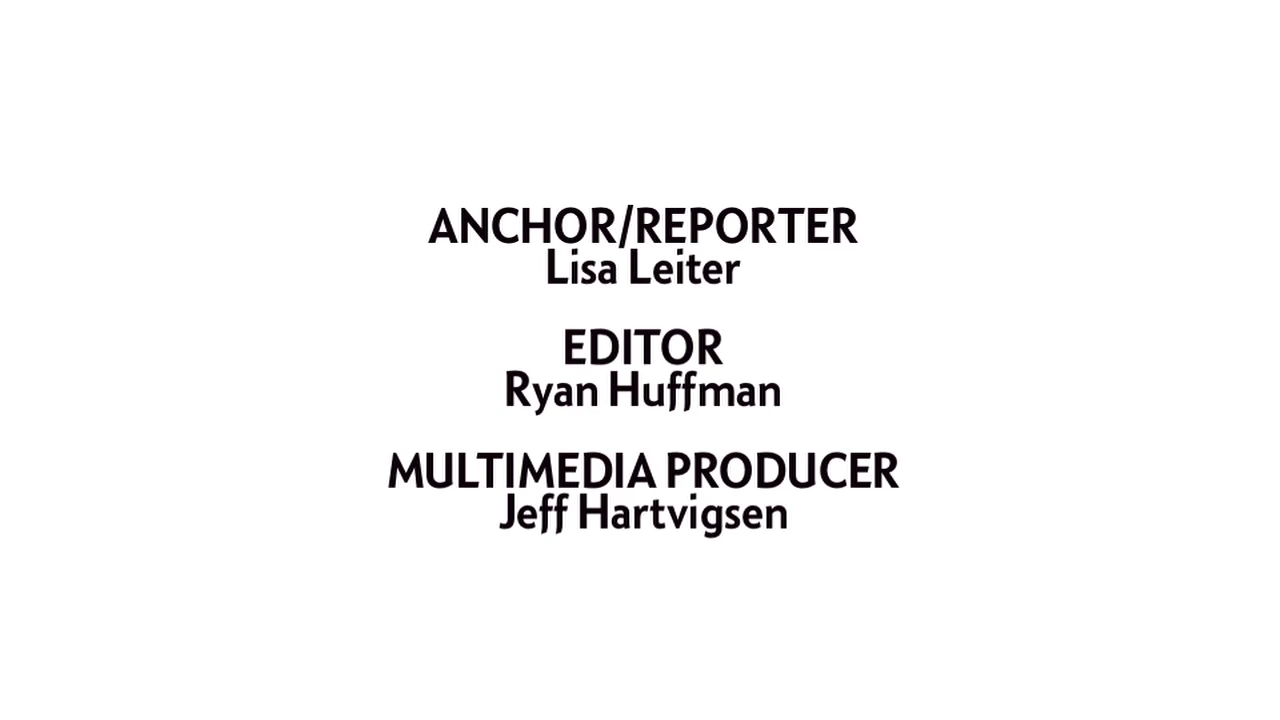 ANCHOR/REPORTER
Lisa Leiter
EDITOR
Ryan Huffman
MULTIMEDIA PRODUCER
Jeff Hartvigsen